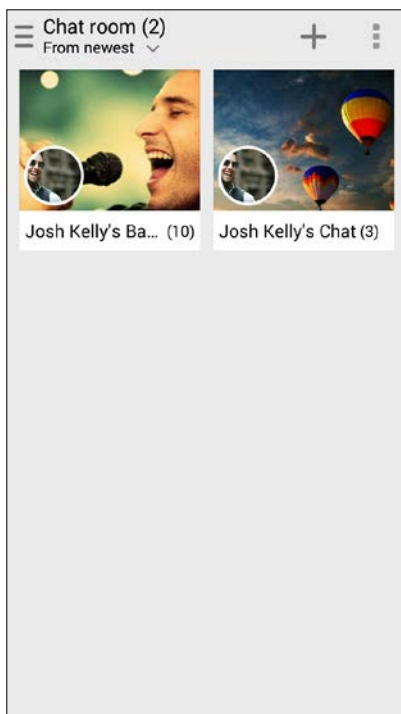 Chat room (2)
From newest
Josh Kelly's Ba... (10)
Josh Kelly's Chat (3)